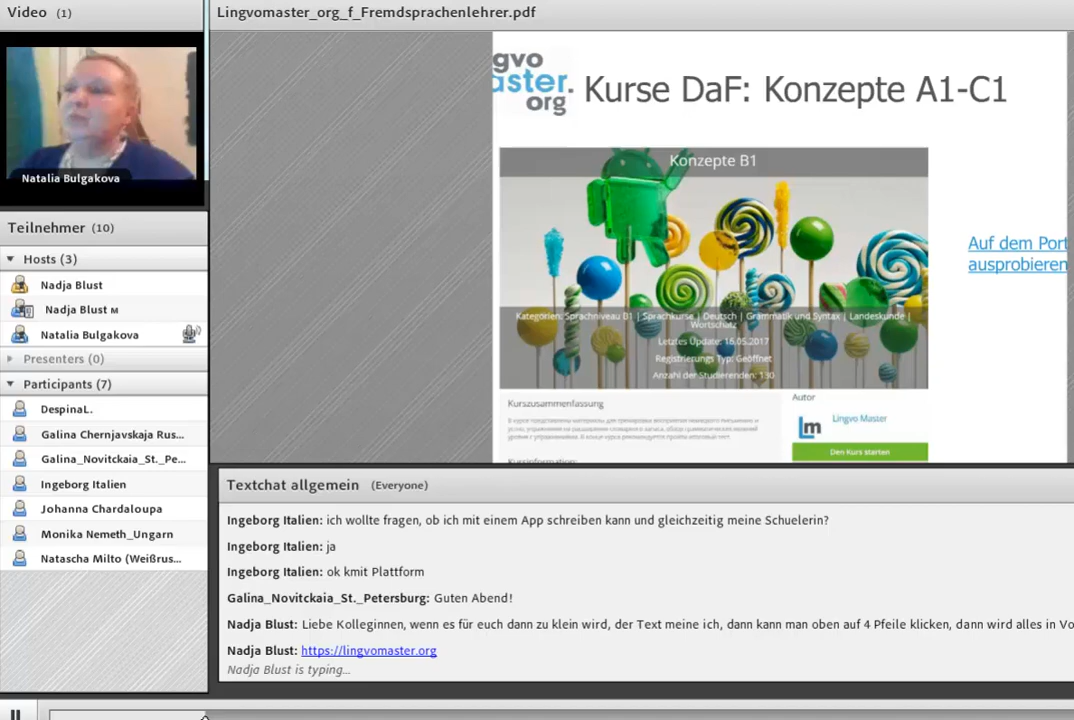 Video (1)
Natalia Bulgakova
Teilnehmer (10)
Hosts (3)
Nadja Blust
Nadja Blust м
Natalia Bulgakova
Presenters (0)
Participants (7)
DespinaL.
Galina Chernjavskaja Rus...
Galina_Novitckaia_St._Pe...
Ingeborg Italien
Johanna Chardaloupa
Monika Nemeth_Ungarn
Natascha Milto (Weißrus...
Lingvomaster_org_f_Fremdsprachenlehrer.pdf
gvo
aster.
org
Kurse DaF: Konzepte A1-C1
Konzepte B1
Kategorien: Sprachniveau B1 | Sprachkurse | Deutsch | Grammatik und Syntax | Landeskunde |
Wortschatz
Letztes Update: 16.05.2017
Registrierungs Typ: Geöffnet
Anzahl der Studierenden: 130
Auf dem Port
ausprobieren
Kurszusammenfassung
Kursinformation:
Autor
Lm
Lingvo Master
Den Kurs starten
Textchat allgemein (Everyone)
Ingeborg Italien: ich wollte fragen, ob ich mit einem App schreiben kann und gleichzeitig meine Schuelerin?
Ingeborg Italien: ja
Ingeborg Italien: ok kmit Plattform
Galina_Novitckaia_St._Petersburg: Guten Abend!
Nadja Blust: Liebe Kolleginnen, wenn es für euch dann zu klein wird, der Text meine ich, dann kann man oben auf 4 Pfeile klicken, dann wird alles in Vo
Nadja Blust: https://lingvomaster.org
Nadja Blust is typing...